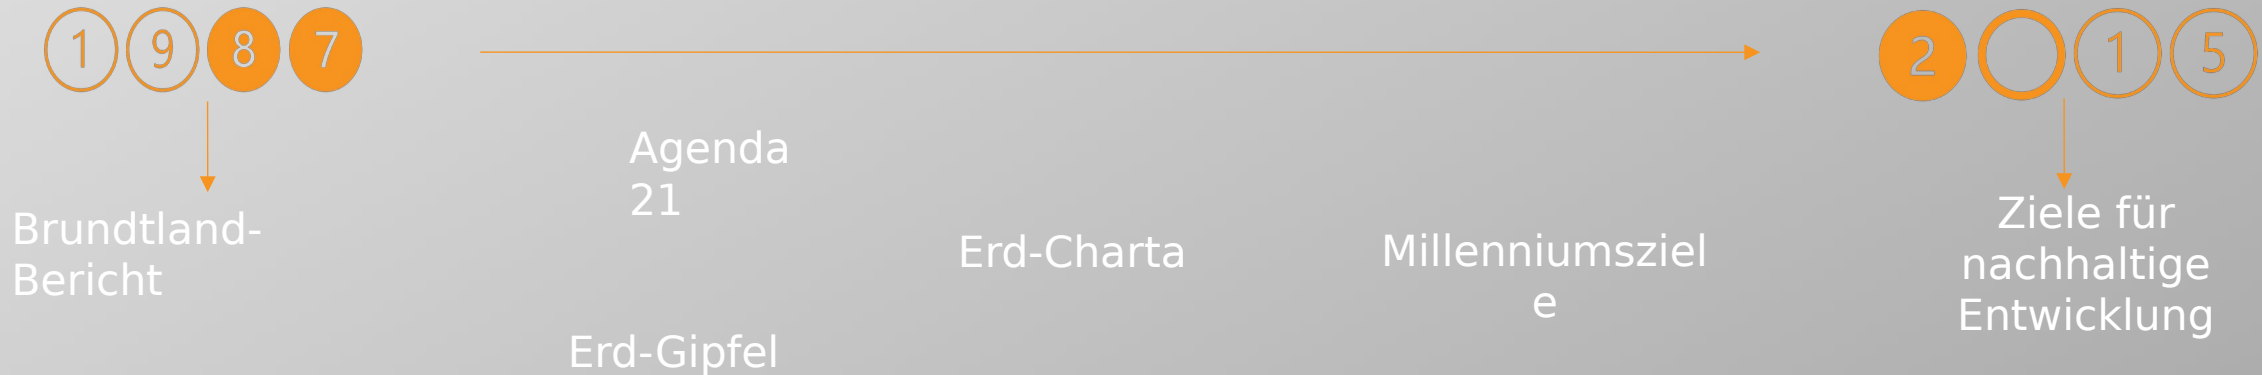 1987
2015
Brundtland-
Bericht
Agenda
21
Erd-Gipfel
Erd-Charta
Millenniumsziel
e
Ziele für
nachhaltige
Entwicklung